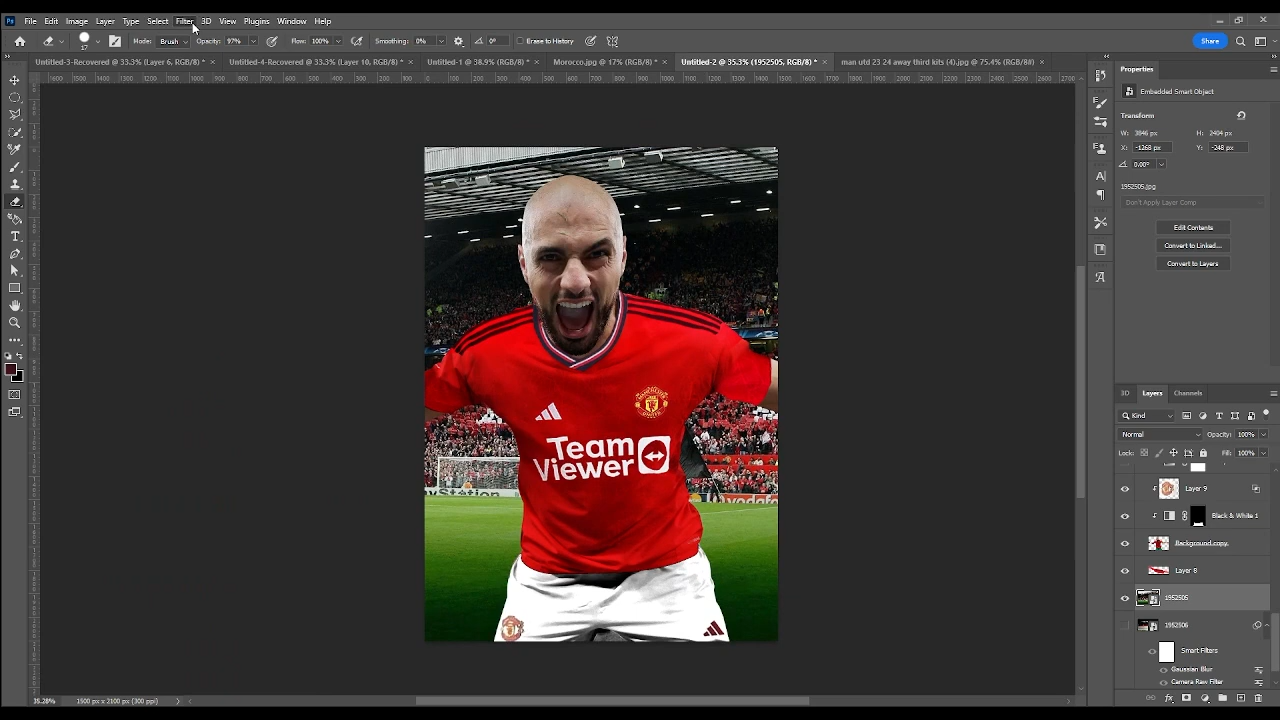 Ps File Edit Image Layer Type Select Filter 3D View Plugins Window Help
17 Mode: Brush Opacity: 97% Flow: 100% Smoothing: 0% 0° Erase to History Share
Untitled-3-Recovered @ 33.3% (Layer 6, RGB/8) * × Untitled-4-Recovered @ 33.3% (Layer 10, RGB/8) * × Untitled-1 @ 38.9% (RGB/8) * × Morocco.jpg @ 17% (RGB/8) * × Untitled-2 @ 35.3% (1952505, RGB/8) * × man utd 23 24 away third kits (4).jpg @ 75.4% (RGB/8#) ×
Properties
Embedded Smart Object
Transform
W: 3846 px H: 2404 px
X: -1268 px Y: -248 px
0.00°
1952505.jpg
Don't Apply Layer Comp
Edit Contents
Convert to Linked...
Convert to Layers
MANCHESTER
UNITED
Team
Viewer
3D Layers Channels
Kind
Normal Opacity: 100%
Lock: Fill: 100%
Layer 9
Black & White 1
Background copy
Layer 8
1952505
1952506
Smart Filters
Gaussian Blur
Camera Raw Filter
35.28% 1500 px x 2100 px (300 ppi)